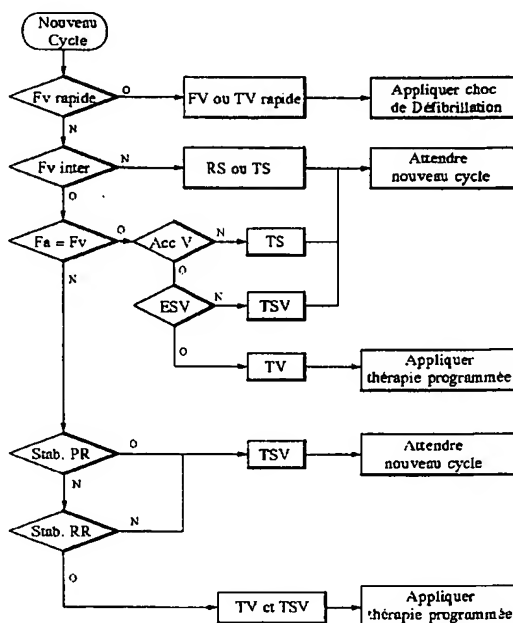 Nouveau
Cycle
Fv rapide
O
FV ou TV rapide
Appliquer choc
de Défibrillation
N
Fv inter
N
RS ou TS
Attendre
nouveau cycle
O
Fa = Fv
O
Acc V
N
TS
N
O
ESV
N
TSV
O
TV
Appliquer
thérapie programmée
Stab. PR
O
TSV
Attendre
nouveau cycle
N
Stab. RR
N
O
TV et TSV
Appliquer
thérapie programmée